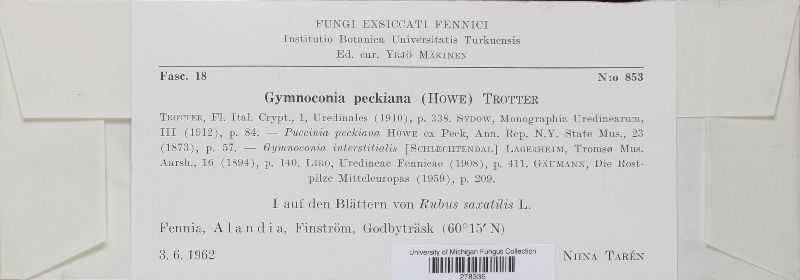 FUNGI EXSICCATI FENNICI
Institutio Botanica Universitatis Turkuensis
Ed. cur. YRJÖ MÄKINEN
Fasc. 18 N:o 853
Gymnoconia peckiana (HOWE) TROTTER
TROTTER, Fl. Ital. Crypt., 1, Uredinales (1910), p. 338. SYDOW, Monographia Uredinearum,
III (1912), p. 84. — Puccinia peckiana HOWE ex Peck, Ann. Rep. N.Y. State Mus., 23
(1873), p. 57. — Gymnoconia interstitialis [SCHLECHTENDAL] LAGERHEIM, Tromsø Mus.
Aarsh., 16 (1894), p. 140. LIRO, Uredineae Fennicae (1908), p. 411. GÄUMANN, Die Rost-
pilze Mitteleuropas (1959), p. 209.
I auf den Blättern von Rubus saxatilis L.
Fennia, Alandia, Finström, Godbyträsk (60°15′ N)
3. 6. 1962 NIINA TARÉN
University of Michigan Fungus Collection
278336